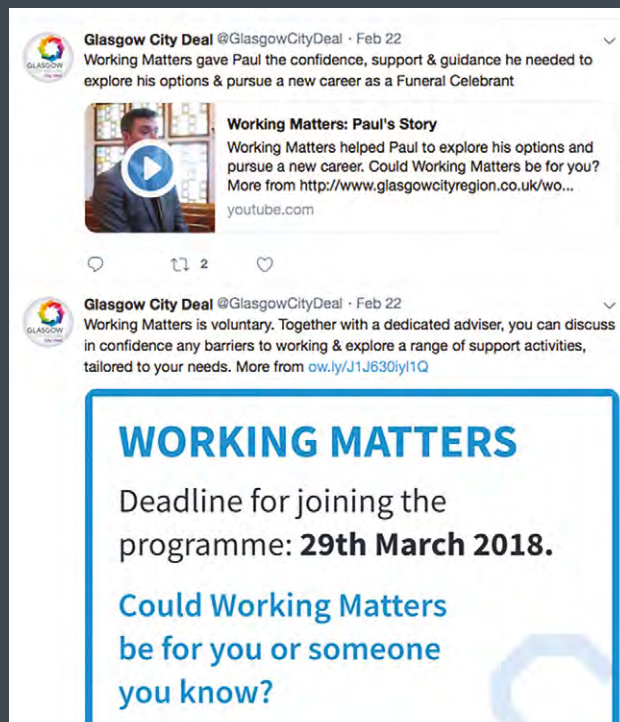 Glasgow City Deal @GlasgowCityDeal · Feb 22
Working Matters gave Paul the confidence, support & guidance he needed to
explore his options & pursue a new career as a Funeral Celebrant
Working Matters: Paul's Story
Working Matters helped Paul to explore his options and
pursue a new career. Could Working Matters be for you?
More from http://www.glasgowcityregion.co.uk/wo...
youtube.com
2
GLASGOW
Glasgow City Deal @GlasgowCityDeal · Feb 22
Working Matters is voluntary. Together with a dedicated adviser, you can discuss
in confidence any barriers to working & explore a range of support activities,
tailored to your needs. More from ow.ly/J1J630iyl1Q
GLASGOW
WORKING MATTERS
Deadline for joining the
programme: 29th March 2018.
Could Working Matters
be for you or someone
you know?